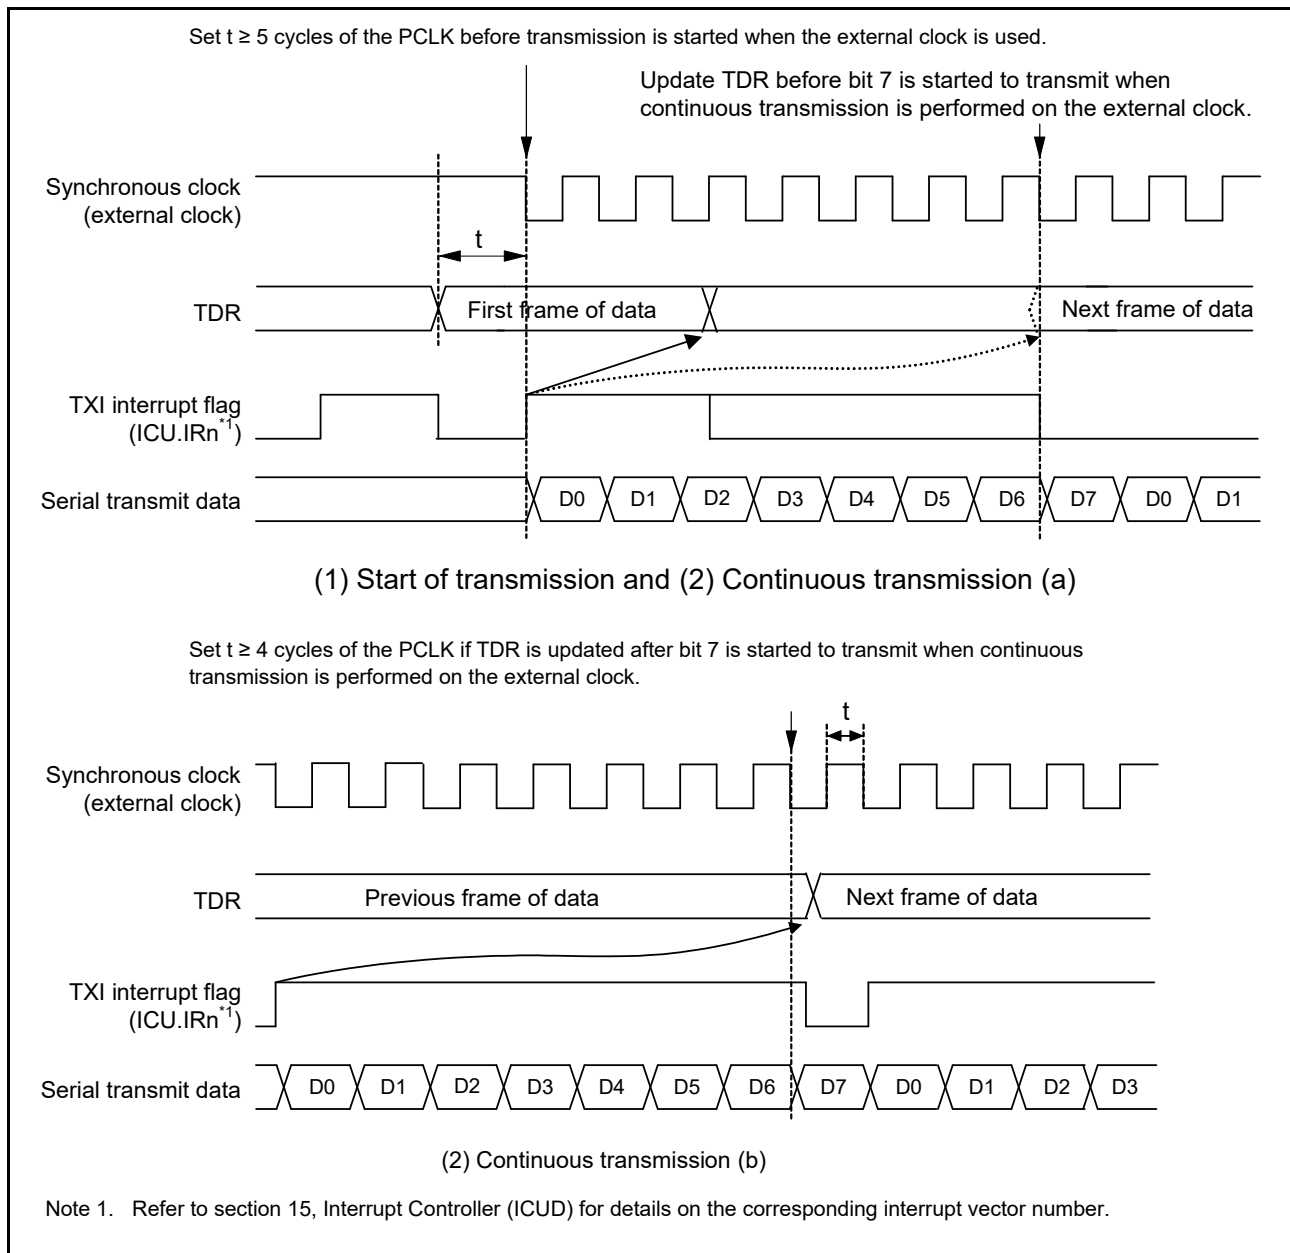 Set t ≥ 5 cycles of the PCLK before transmission is started when the external clock is used.
Update TDR before bit 7 is started to transmit when
continuous transmission is performed on the external clock.
Synchronous clock
(external clock)
t
TDR
First frame of data
Next frame of data
TXI interrupt flag
(ICU.IRn*1)
Serial transmit data
D0 D1 D2 D3 D4 D5 D6 D7 D0 D1
(1) Start of transmission and (2) Continuous transmission (a)
Set t ≥ 4 cycles of the PCLK if TDR is updated after bit 7 is started to transmit when continuous
transmission is performed on the external clock.
t
Synchronous clock
(external clock)
TDR
Previous frame of data
Next frame of data
TXI interrupt flag
(ICU.IRn*1)
Serial transmit data
D0 D1 D2 D3 D4 D5 D6 D7 D0 D1 D2 D3
(2) Continuous transmission (b)
Note 1. Refer to section 15, Interrupt Controller (ICUD) for details on the corresponding interrupt vector number.